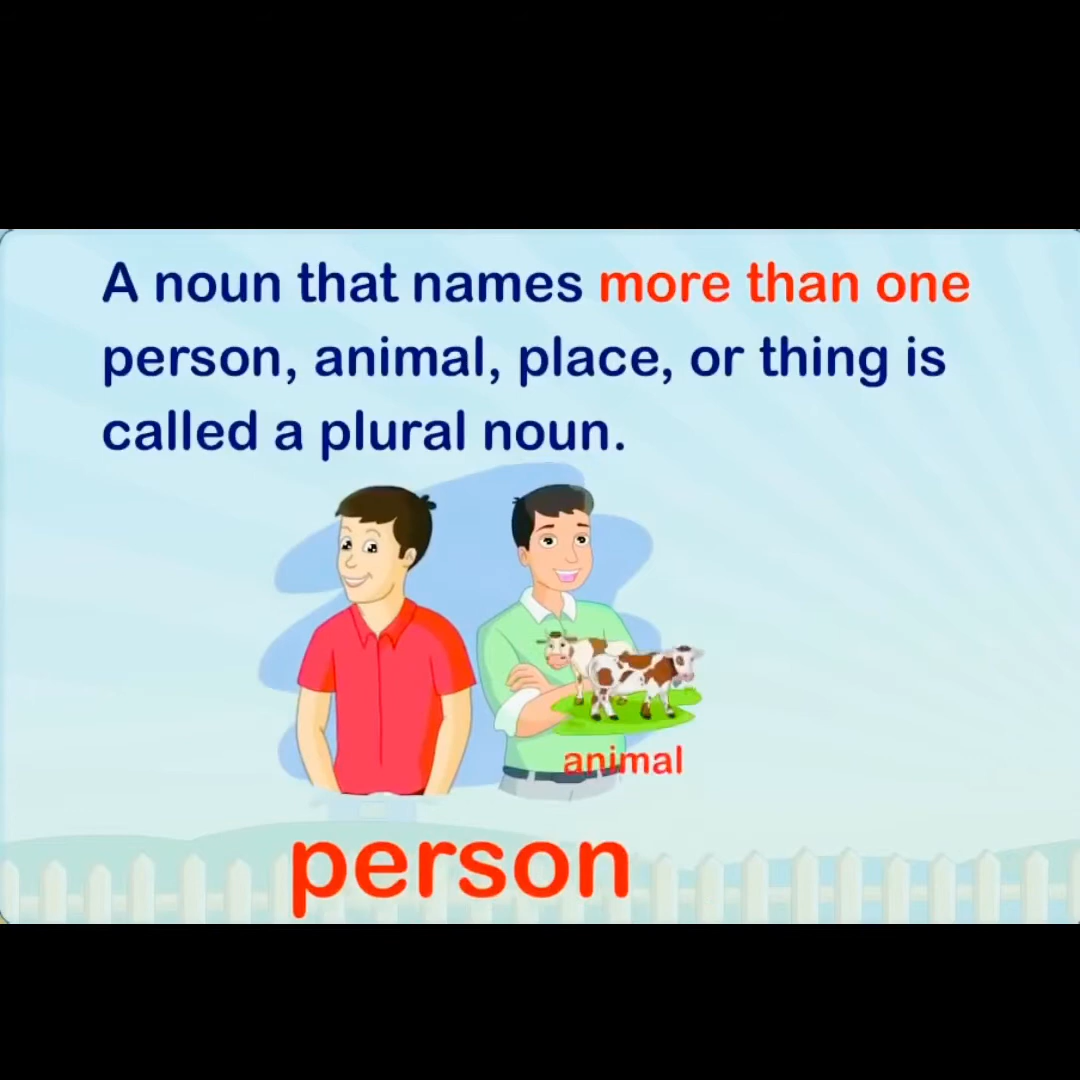 A noun that names more than one
person, animal, place, or thing is
called a plural noun.
animal
person